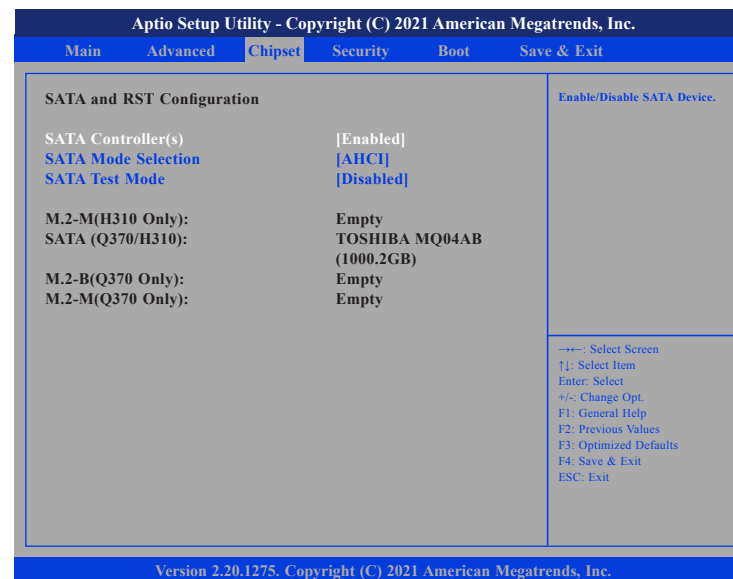 Aptio Setup Utility - Copyright (C) 2021 American Megatrends, Inc.
Main Advanced Chipset Security Boot Save & Exit
SATA and RST Configuration
SATA Controller(s) [Enabled]
SATA Mode Selection [AHCI]
SATA Test Mode [Disabled]
M.2-M(H310 Only): Empty
SATA (Q370/H310): TOSHIBA MQ04AB
(1000.2GB)
M.2-B(Q370 Only): Empty
M.2-M(Q370 Only): Empty
Enable/Disable SATA Device.
→←: Select Screen
↑↓: Select Item
Enter: Select
+/-: Change Opt.
F1: General Help
F2: Previous Values
F3: Optimized Defaults
F4: Save & Exit
ESC: Exit
Version 2.20.1275. Copyright (C) 2021 American Megatrends, Inc.